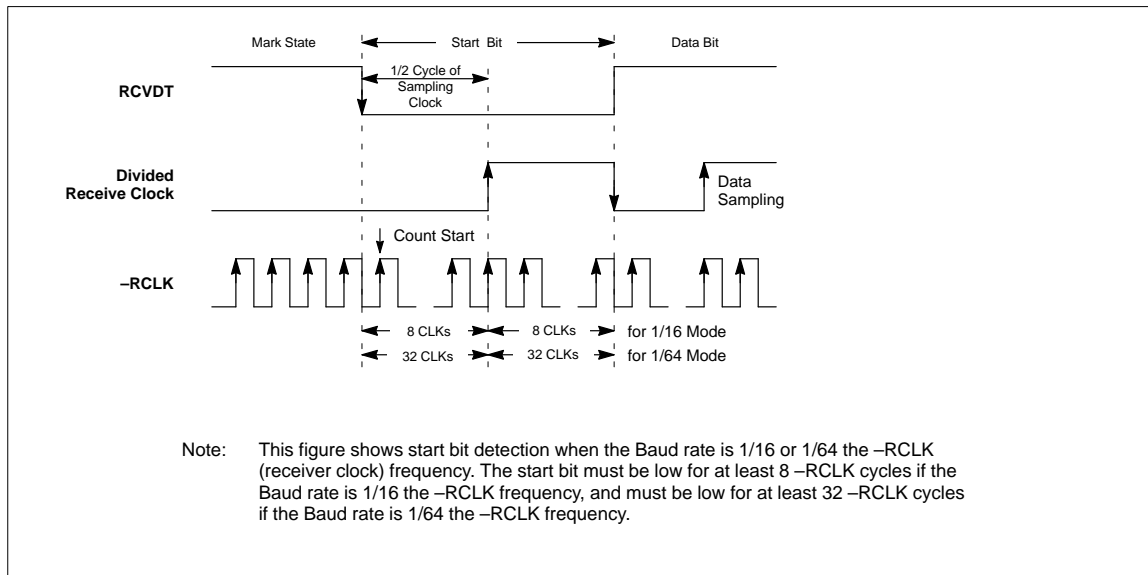 Mark State
Start Bit
Data Bit
RCVDT
1/2 Cycle of
Sampling
Clock
Divided
Receive Clock
Data
Sampling
Count Start
–RCLK
8 CLKs
8 CLKs
for 1/16 Mode
32 CLKs
32 CLKs
for 1/64 Mode
Note: This figure shows start bit detection when the Baud rate is 1/16 or 1/64 the –RCLK
(receiver clock) frequency. The start bit must be low for at least 8 –RCLK cycles if the
Baud rate is 1/16 the –RCLK frequency, and must be low for at least 32 –RCLK cycles
if the Baud rate is 1/64 the –RCLK frequency.